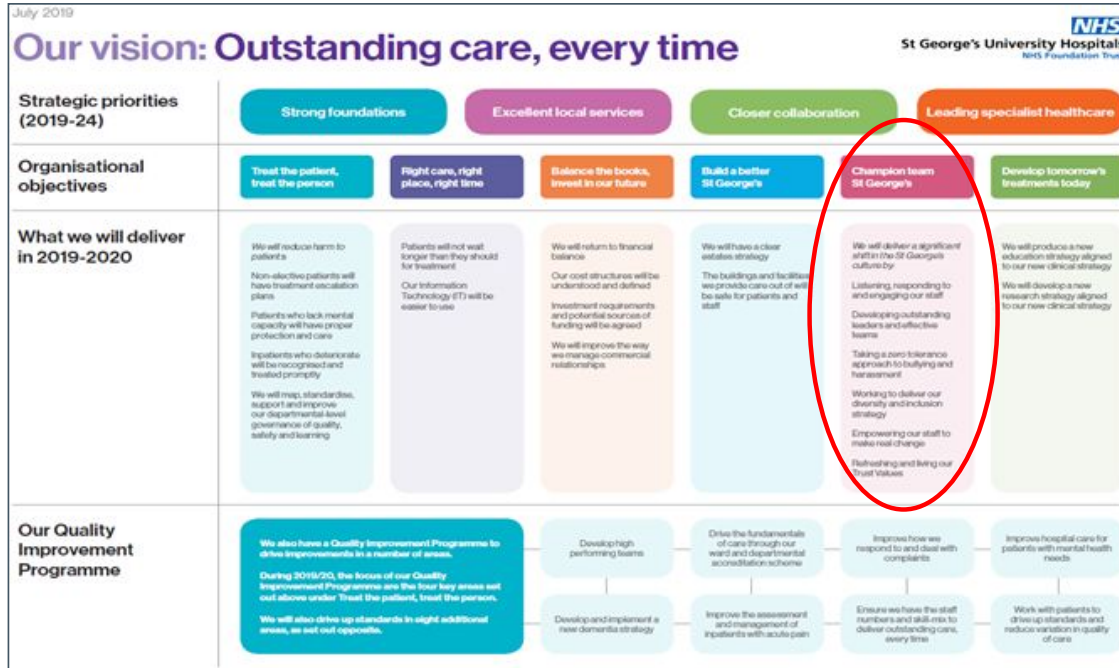 July 2019
Our vision: Outstanding care, every time
NHS
St George's University Hospitals
NHS Foundation Trust
Strategic priorities
(2019-24)
Strong foundations
Excellent local services
Closer collaboration
Leading specialist healthcare
Organisational
objectives
Treat the patient,
treat the person
Right care, right
place, right time
Balance the books,
invest in our future
Build a better
St George's
Champion team
St George's
Develop tomorrow's
treatments today
What we will deliver
in 2019-2020
We will reduce harm to
patients
Non-elective patients will
have treatment escalation
plans
Patients who lack mental
capacity will have proper
protection and care
Inpatients who deteriorate
will be recognised and
treated promptly
We will map, standardise,
support and improve
our departmental-level
governance of quality,
safety and learning
Patients will not wait
longer than they should
for treatment
Our Information
Technology (IT) will be
easier to use
We will return to financial
balance
Our cost structures will be
understood and defined
Investment requirements
and potential sources of
funding will be agreed
We will improve the way
we manage commercial
relationships
We will have a clear
estates strategy
The buildings and facilities
we provide care out of will
be safe for patients and
staff
We will deliver a significant
shift in the St George's
culture by
Listening, responding to
and engaging our staff
Developing outstanding
leaders and effective
teams
Taking a zero tolerance
approach to bullying and
harassment
Working to deliver our
diversity and inclusion
strategy
Empowering our staff to
make real change
Refreshing and living our
Trust Values
We will produce a new
education strategy aligned
to our new clinical strategy
We will develop a new
research strategy aligned
to our new clinical strategy
Our Quality
Improvement
Programme
We also have a Quality Improvement Programme to
drive improvements in a number of areas.
During 2019/20, the focus of our Quality
Improvement Programme are the four key areas set
out above under Treat the patient, treat the person.
We will also drive up standards in eight additional
areas, as set out opposite.
Develop high
performing teams
Drive the fundamentals
of care through our
ward and departmental
accreditation scheme
Improve how we
respond to and deal with
complaints
Improve hospital care for
patients with mental health
needs
Develop and implement a
new dementia strategy
Improve the assessment
and management of
inpatients with acute pain
Ensure we have the staff
numbers and skill-mix to
deliver outstanding care,
every time
Work with patients to
drive up standards and
reduce variation in quality
of care